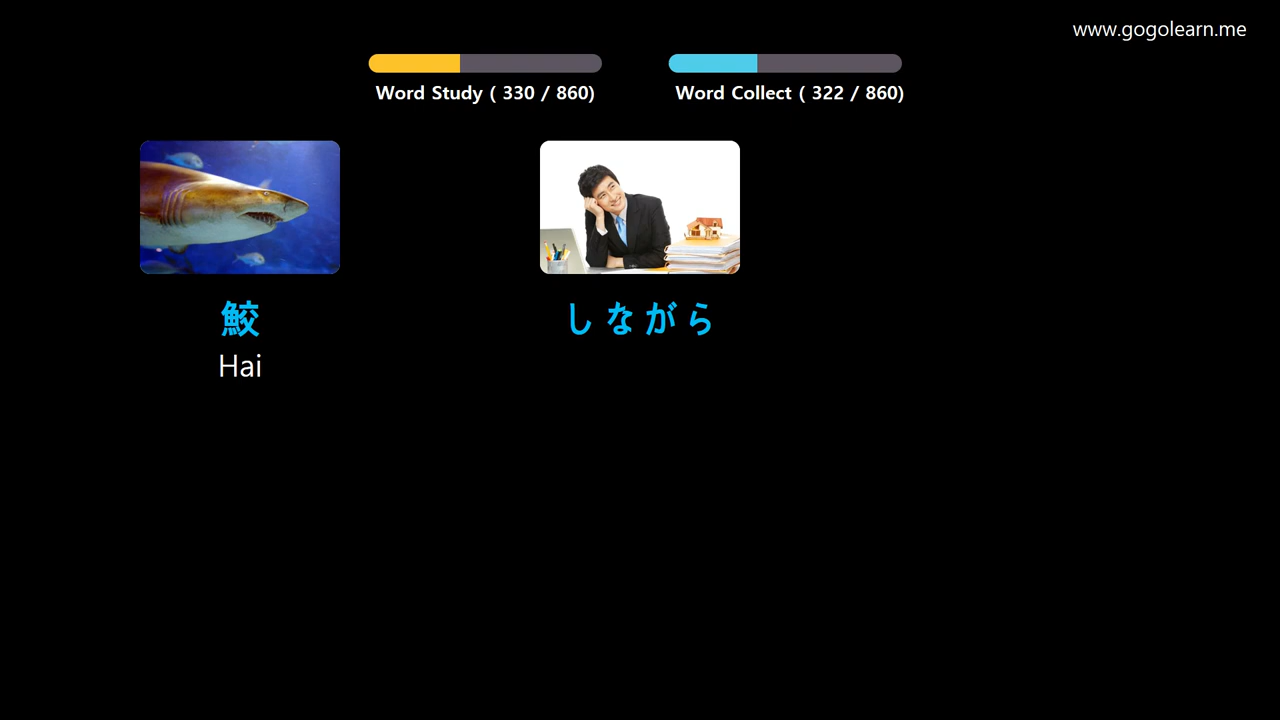 www.gogolearn.me
Word Study ( 330 / 860)
Word Collect ( 322 / 860)
鮫
Hai
しながら